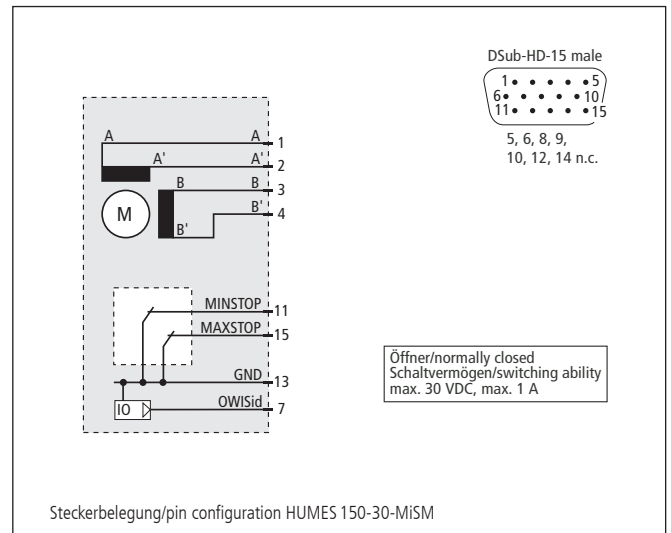 DSub-HD-15 male
1 5
6 10
11 15
5, 6, 8, 9,
10, 12, 14 n.c.
A A 1
A' A' 2
B B 3
B' 4
M
B'
MINSTOP 11
MAXSTOP 15
GND 13
IO OWISid 7
Öffner/normally closed
Schaltvermögen/switching ability
max. 30 VDC, max. 1 A
Steckerbelegung/pin configuration HUMES 150-30-MiSM